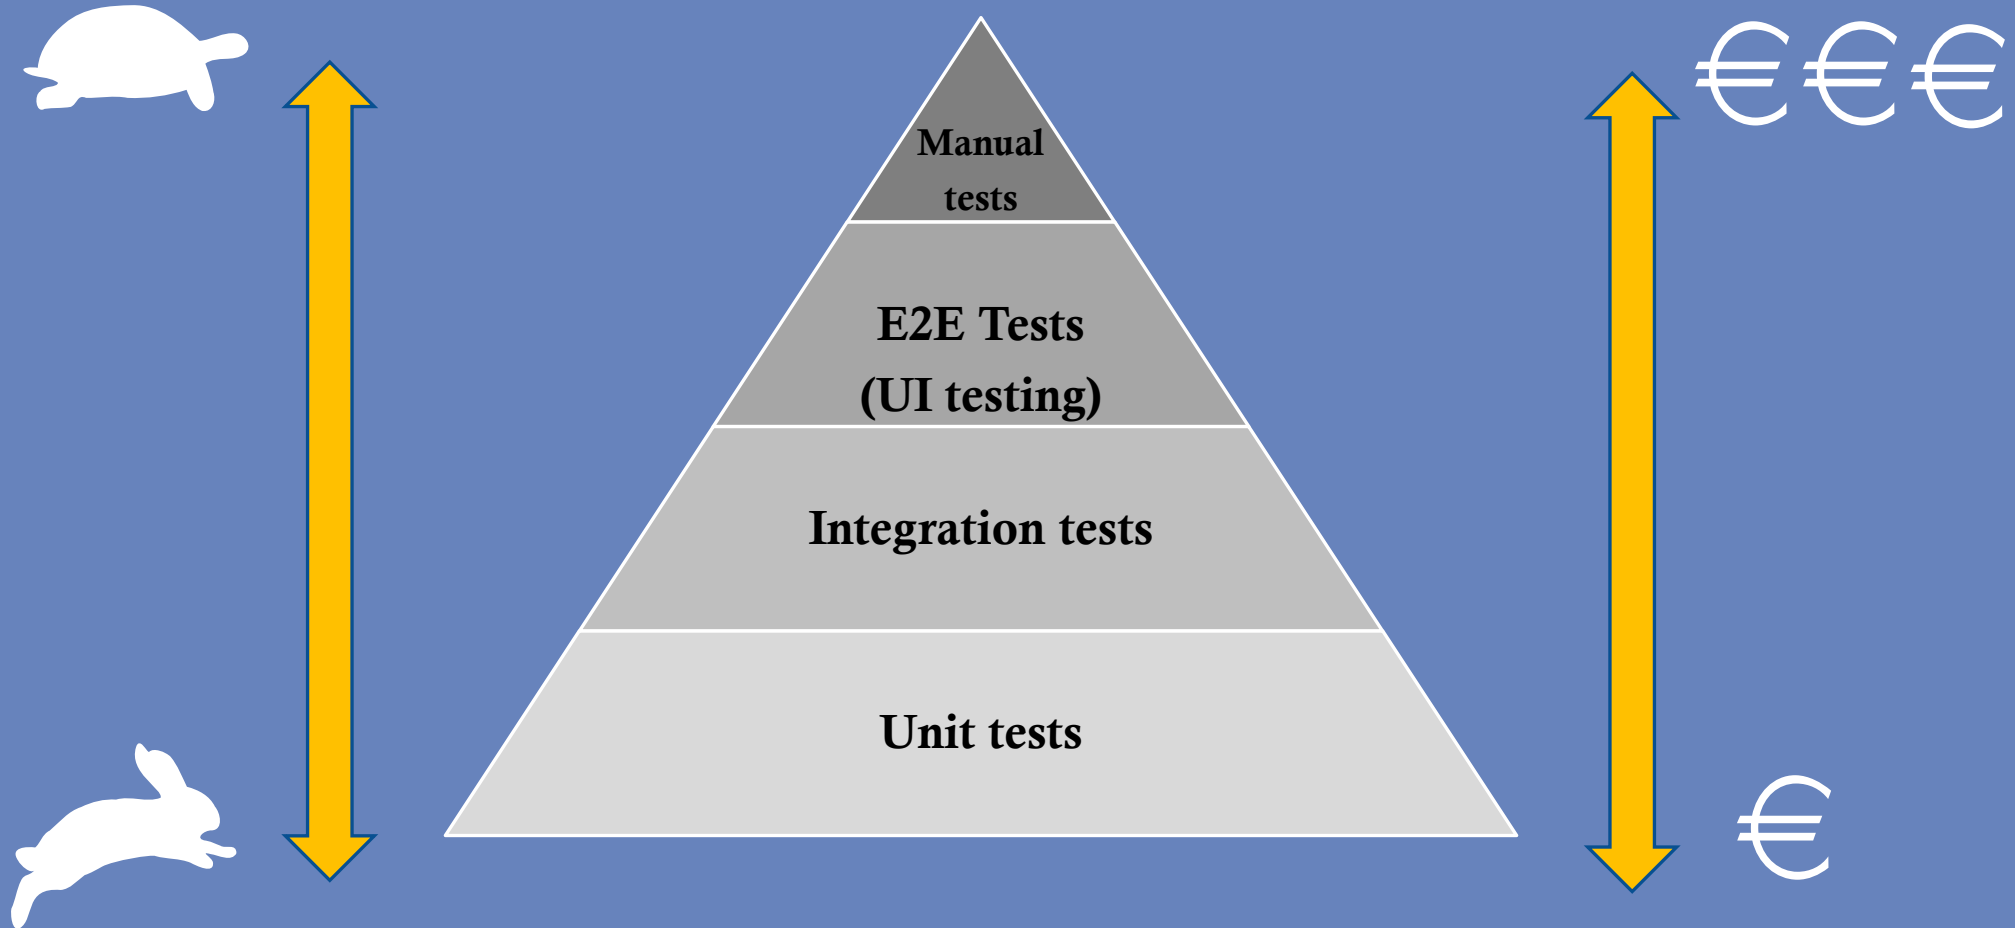 €€€
Manual
tests
E2E Tests
(UI testing)
Integration tests
Unit tests
€